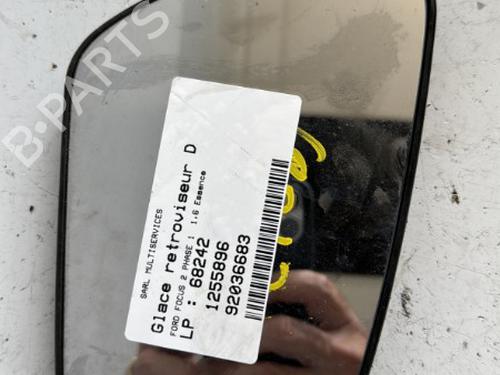 B-PARTS
SARL MULTISERVICES
Glace retroviseur D
FORD FOCUS 2 PHASE 1 1:6 Essence
LP : 68242
1255896
92036683